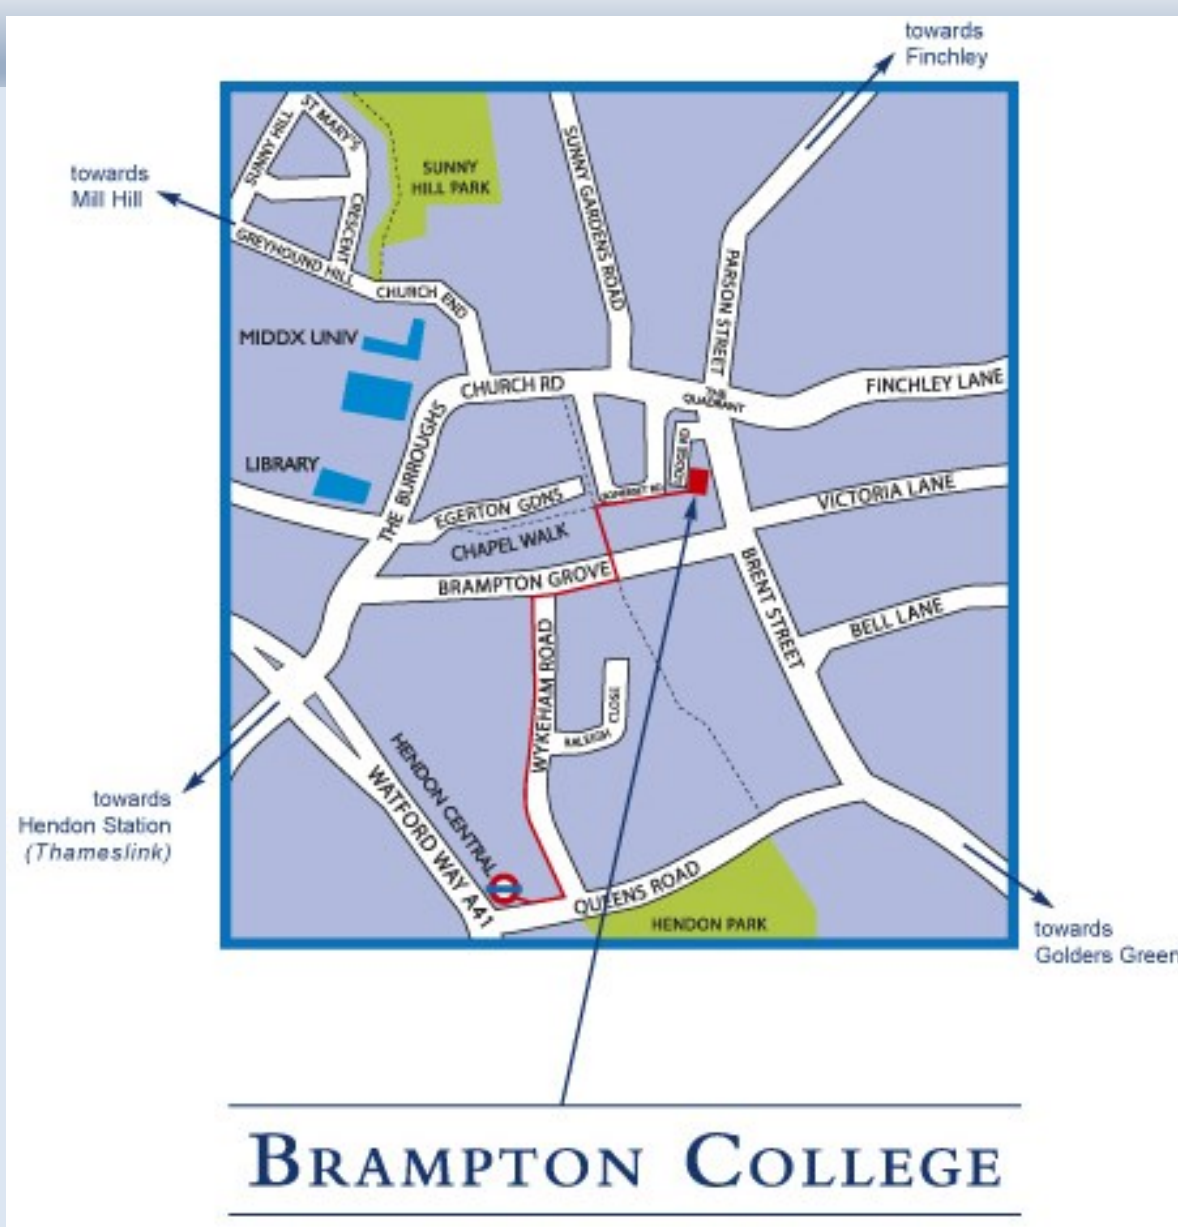 towards
Finchley
ST MARY'S
SUNNY HILL
SUNNY
HILL PARK
SUNNY GARDENS ROAD
towards
Mill Hill
CRESCENT
GREYHOUND HILL
CHURCH END
PARSON STREET
MIDDX UNIV
CHURCH RD
THE
QUADRANT
FINCHLEY LANE
THE BURROUGHS
LIBRARY
EGERTON GDNS
SOMERSET RD
VICTORIA LANE
CHAPEL WALK
BRAMPTON GROVE
BRENT STREET
BELL LANE
WYKEHAM ROAD
RALEIGH
CLOSE
HENDON CENTRAL
WATFORD WAY A41
towards
Hendon Station
(Thameslink)
QUEENS ROAD
HENDON PARK
towards
Golders Green
BRAMPTON COLLEGE